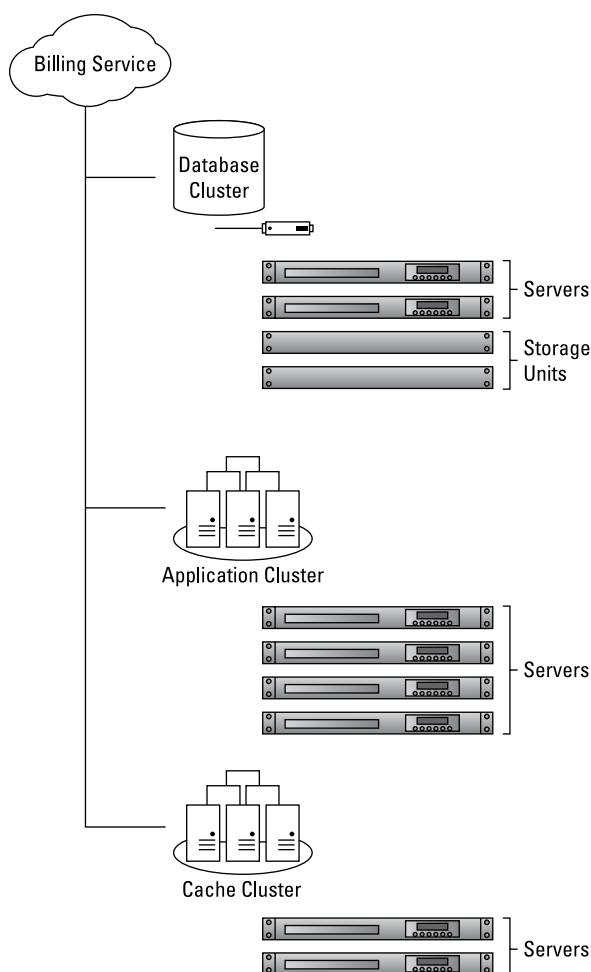 Billing Service
Database
Cluster
Servers
Storage
Units
Application Cluster
Servers
Cache Cluster
Servers